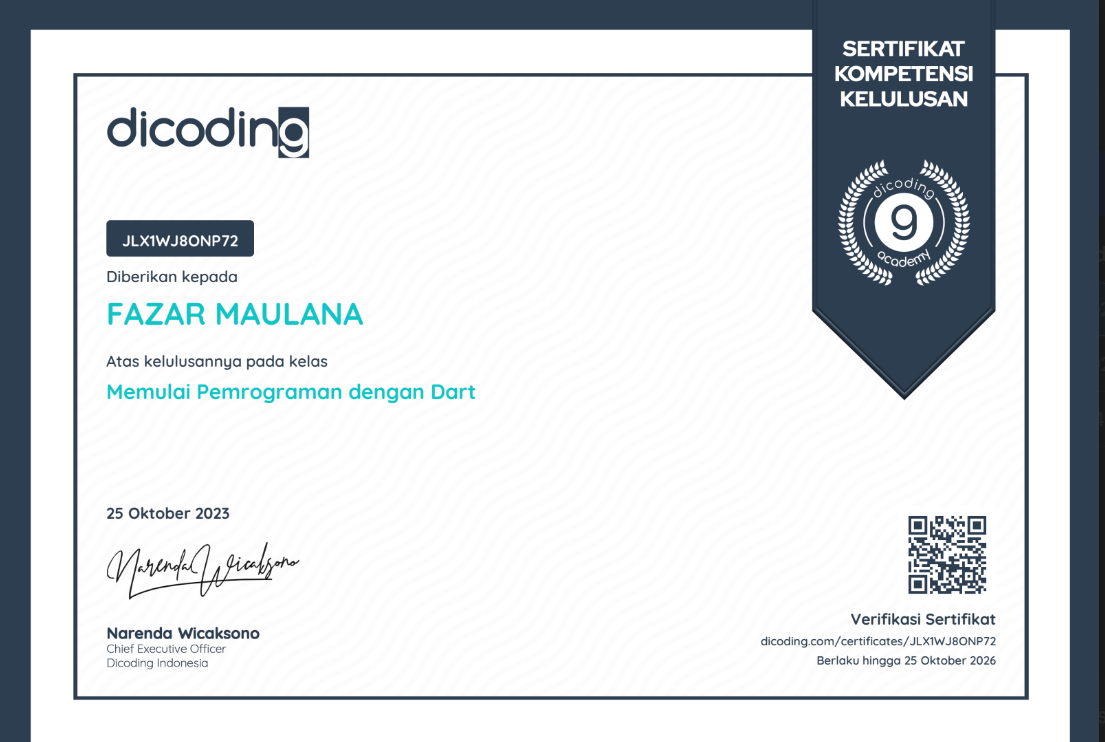 SERTIFIKAT
KOMPETENSI
KELULUSAN
dicoding
dicoding
9
academy
JLX1WJ8ONP72
Diberikan kepada
FAZAR MAULANA
Atas kelulusannya pada kelas
Memulai Pemrograman dengan Dart
25 Oktober 2023
Narenda Wicaksono
Narenda Wicaksono
Chief Executive Officer
Dicoding Indonesia
Verifikasi Sertifikat
dicoding.com/certificates/JLX1WJ8ONP72
Berlaku hingga 25 Oktober 2026